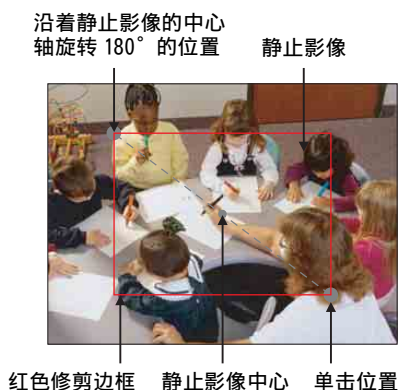 沿着静止影像的中心
轴旋转 180°的位置
静止影像
红色修剪边框
静止影像中心
单击位置